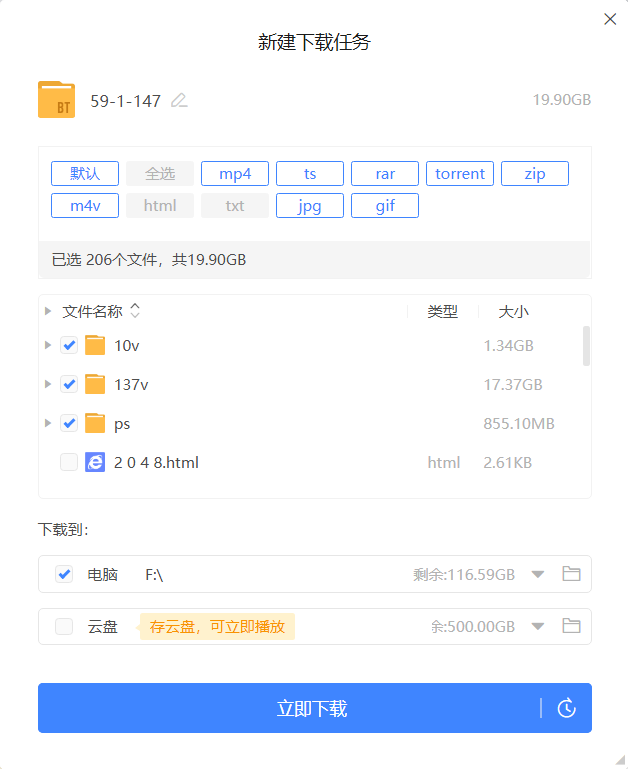 新建下载任务
BT
59-1-147
19.90GB
默认 全选 mp4 ts rar torrent zip
m4v html txt jpg gif
已选 206个文件，共19.90GB
文件名称 类型 大小
10v 1.34GB
137v 17.37GB
ps 855.10MB
2 0 4 8.html html 2.61KB
下载到：
电脑 F:\ 剩余:116.59GB
云盘 存云盘，可立即播放 余:500.00GB
立即下载